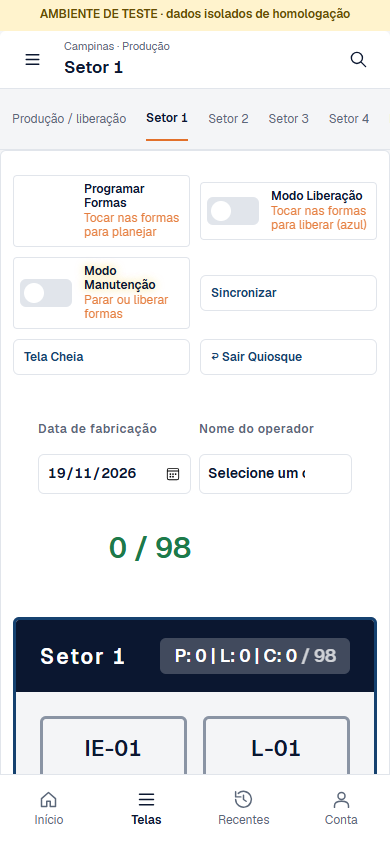 AMBIENTE DE TESTE · dados isolados de homologação
Campinas · Produção
Setor 1
Produção / liberação
Setor 1
Setor 2
Setor 3
Setor 4
Programar
Formas
Tocar nas formas
para planejar
Modo Liberação
Tocar nas formas
para liberar (azul)
Modo
Manutenção
Parar ou liberar
formas
Sincronizar
Tela Cheia
Sair Quiosque
Data de fabricação
Nome do operador
19/11/2026
Selecione um
0 / 98
Setor 1
P: 0 | L: 0 | C: 0 / 98
IE-01
L-01
Início
Telas
Recentes
Conta